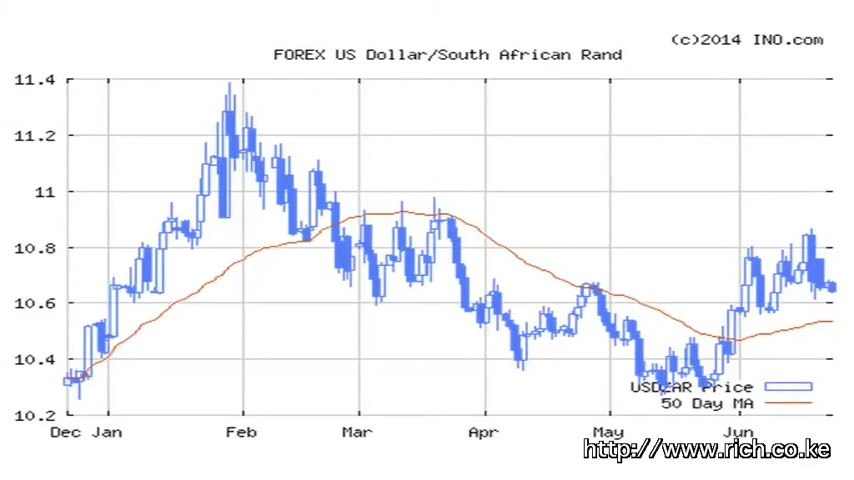 (c)2014 INO.com
FOREX US Dollar/South African Rand
11.4
11.2
11
10.8
10.6
10.4
10.2
USDZAR Price
50 Day MA
Dec Jan Feb Mar Apr May Jun
http://www.rich.co.ke